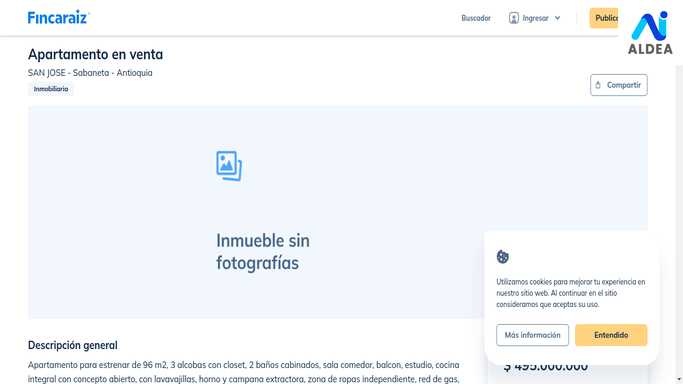 Fincaraiz
Buscador
Ingresar
Public
ALDEA
Apartamento en venta
SAN JOSE - Sabaneta - Antioquia
Inmobiliario
Compartir
Inmueble sin
fotografías
Utilizamos cookies para mejorar tu experiencia en
nuestro sitio web. Al continuar en el sitio
consideramos que aceptas su uso.
Más información
Entendido
$ 495.000.000
Descripción general
Apartamento para estrenar de 96 m2, 3 alcobas con closet, 2 baños cabinados, sala comedor, balcon, estudio, cocina
integral con concepto abierto, con lavavajillas, horno y campana extractora, zona de ropas independiente, red de gas,